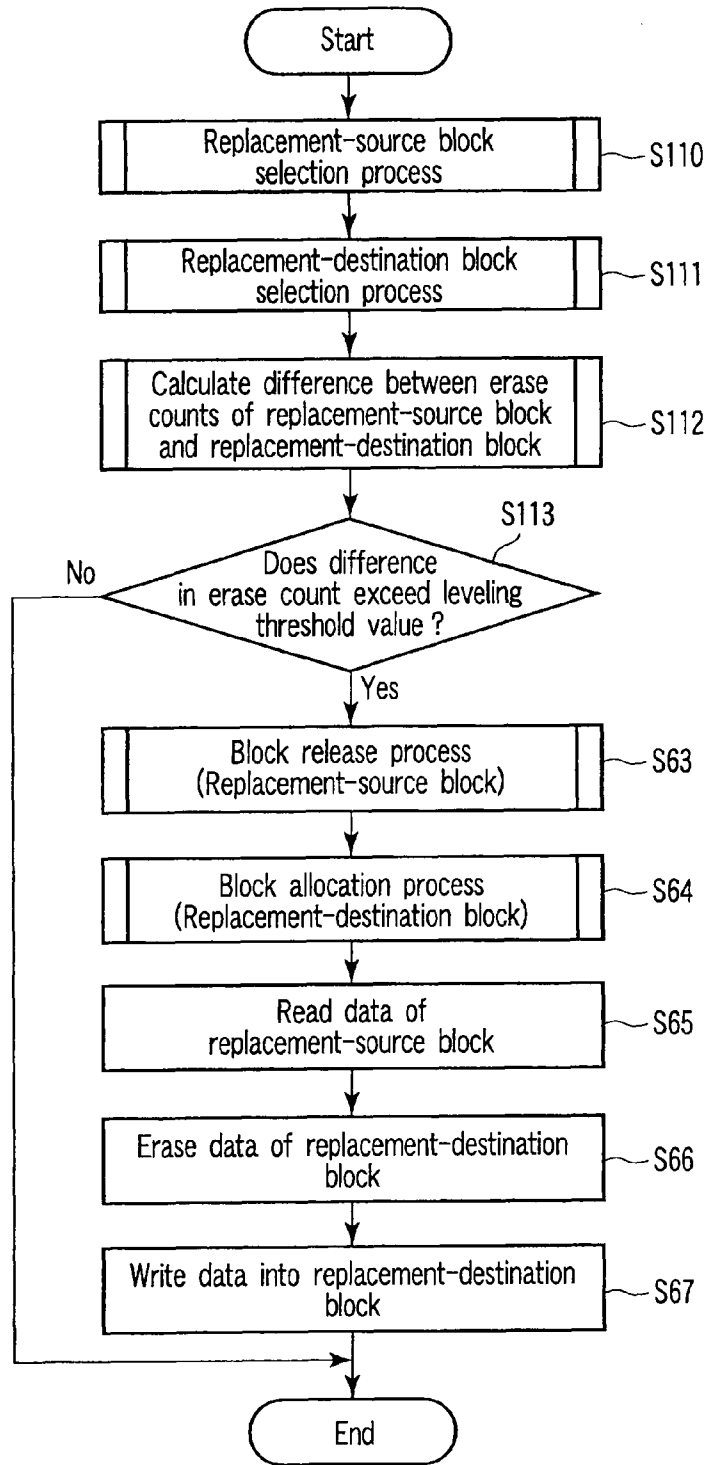 Start
Replacement-source block
selection process
S110
Replacement-destination block
selection process
S111
Calculate difference between erase
counts of replacement-source block
and replacement-destination block
S112
S113
No
Does difference
in erase count exceed leveling
threshold value?
Yes
Block release process
(Replacement-source block)
S63
Block allocation process
(Replacement-destination block)
S64
Read data of
replacement-source block
S65
Erase data of replacement-destination
block
S66
Write data into replacement-destination
block
S67
End